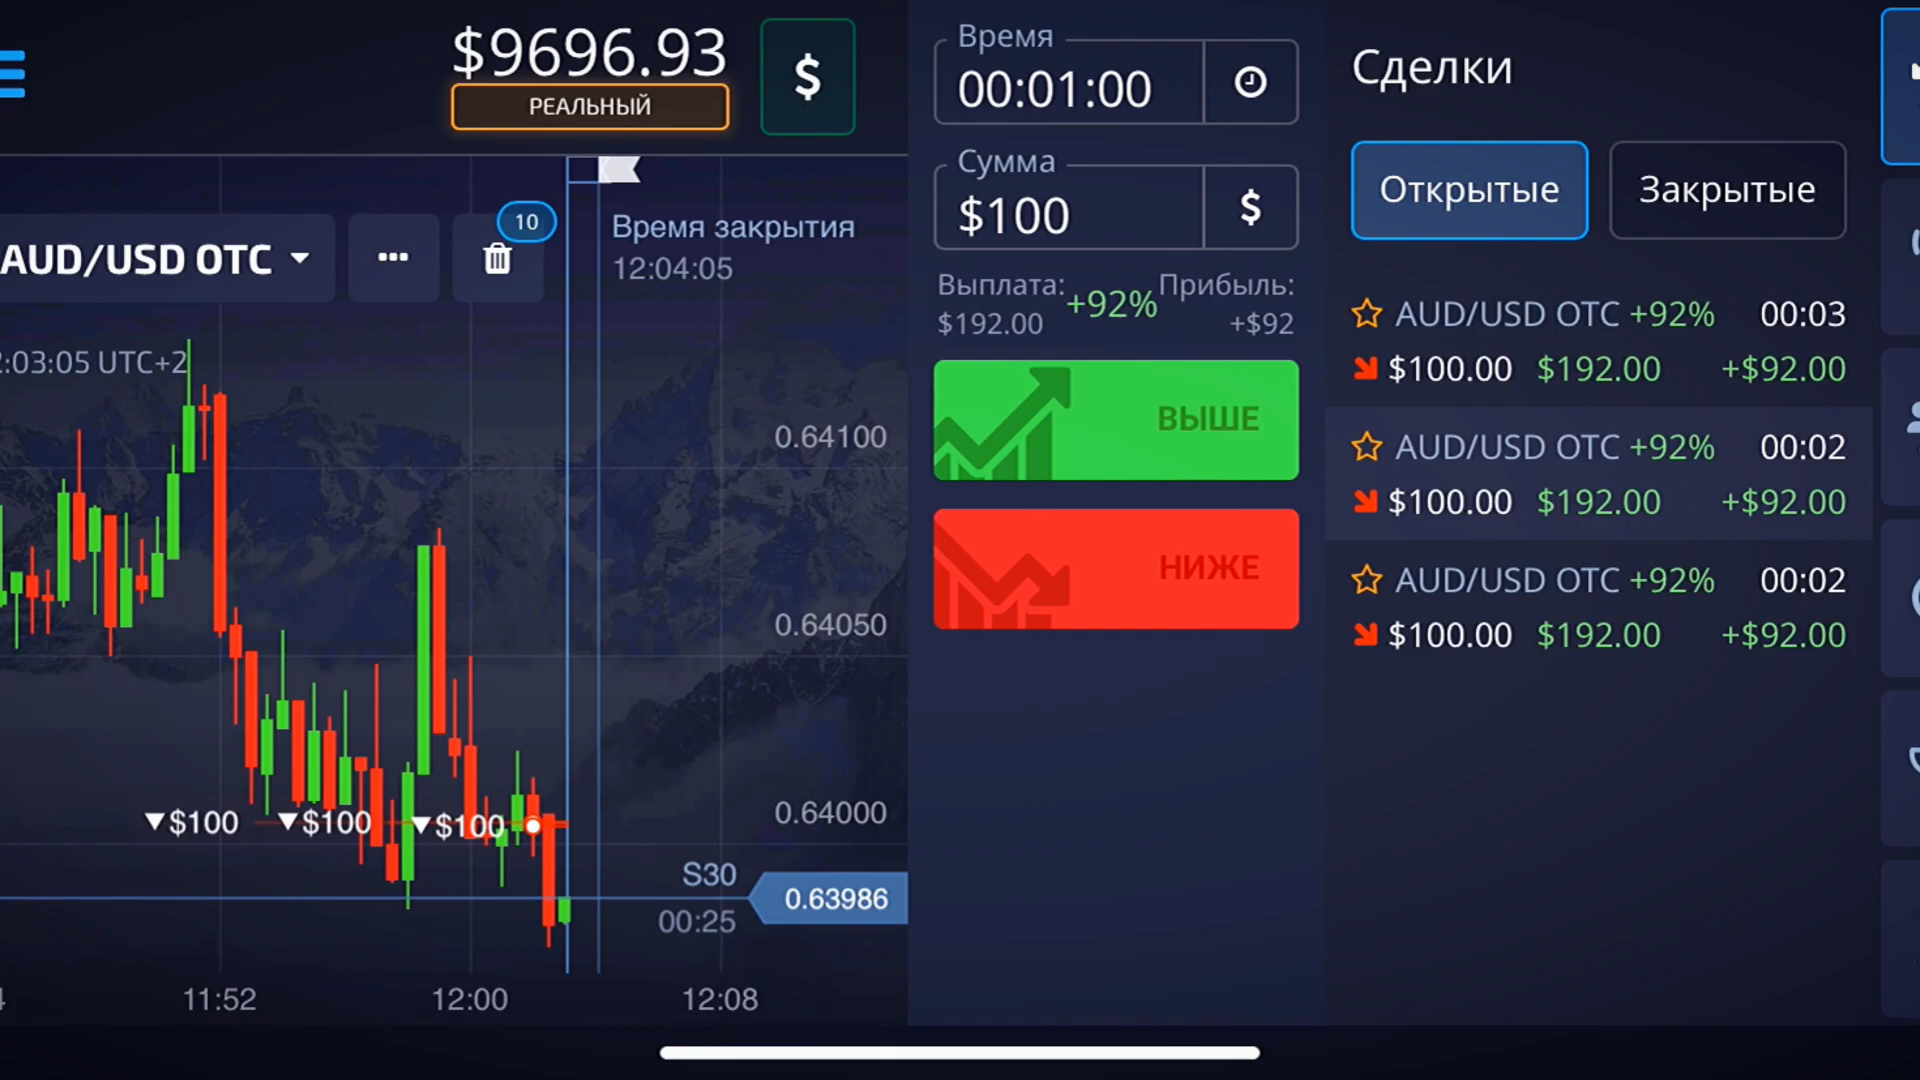 $9696.93
РЕАЛЬНЫЙ
$
AUD/USD OTC
10
Время закрытия
12:04:05
:03:05 UTC+2
0.64100
0.64050
0.64000
$100
$100
$100
S30
00:25
0.63986
11:52
12:00
12:08
Время
00:01:00
Сумма
$100
$
Выплата:
$192.00
+92%
Прибыль:
+$92
ВЫШЕ
НИЖЕ
Сделки
Открытые
Закрытые
AUD/USD OTC +92% 00:03
$100.00 $192.00 +$92.00
AUD/USD OTC +92% 00:02
$100.00 $192.00 +$92.00
AUD/USD OTC +92% 00:02
$100.00 $192.00 +$92.00